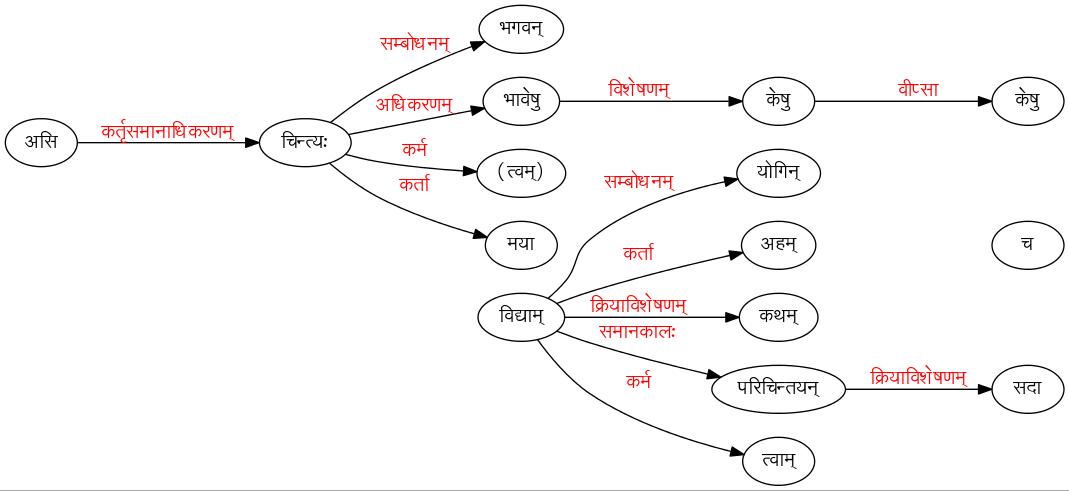 भगवन्
सम्बोधनम्
अधिकरणम्
भावेषु
विशेषणम्
केषु
वीप्सा
केषु
असि
कर्तृसमानाधिकरणम्
चिन्त्यः
कर्म
(त्वम्)
कर्ता
मया
सम्बोधनम्
योगिन्
कर्ता
अहम्
च
विद्याम्
क्रियाविशेषणम्
कथम्
समानकालः
परिचिन्तयन्
क्रियाविशेषणम्
सदा
कर्म
त्वाम्